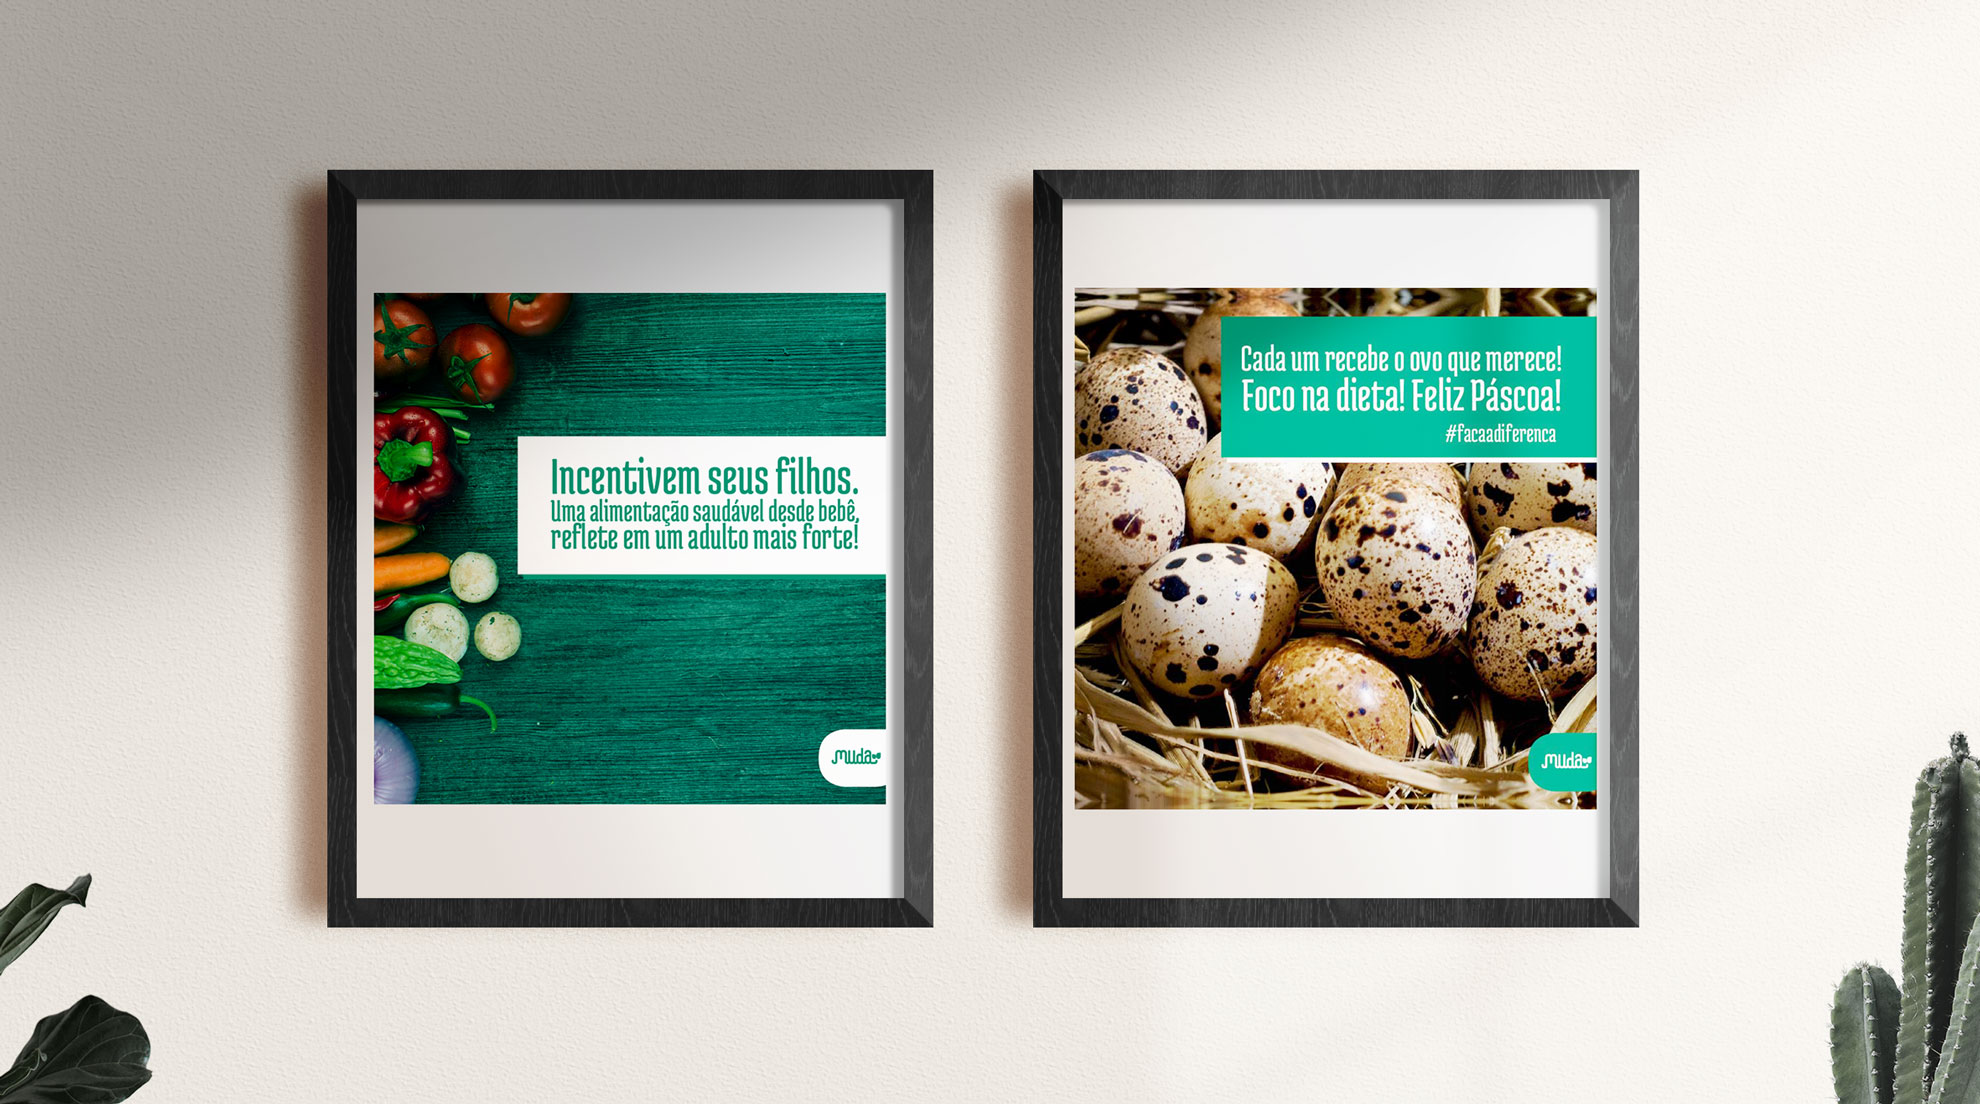 Incentivem seus filhos.
Uma alimentação saudável desde bebê,
reflete em um adulto mais forte!
muda
Cada um recebe o ovo que merece!
Foco na dieta! Feliz Páscoa!
#facaadiferenca
muda